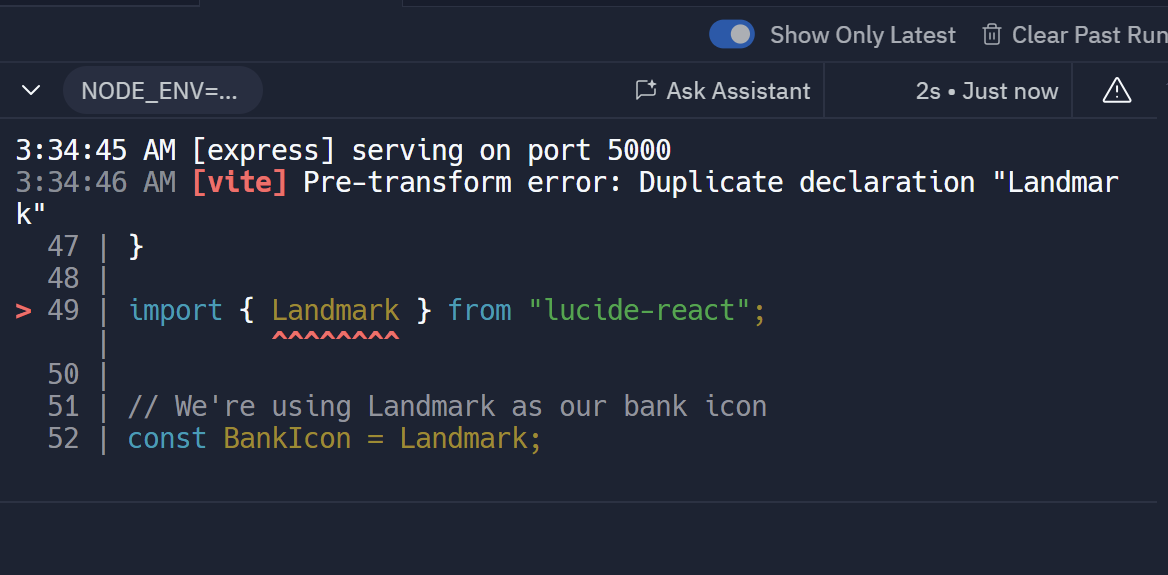 Show Only Latest Clear Past Run
NODE_ENV=... Ask Assistant 2s • Just now
3:34:45 AM [express] serving on port 5000
3:34:46 AM [vite] Pre-transform error: Duplicate declaration "Landmar
k"
47 | }
48 |
> 49 | import { Landmark } from "lucide-react";
| ^^^^^^^^
50 |
51 | // We're using Landmark as our bank icon
52 | const BankIcon = Landmark;